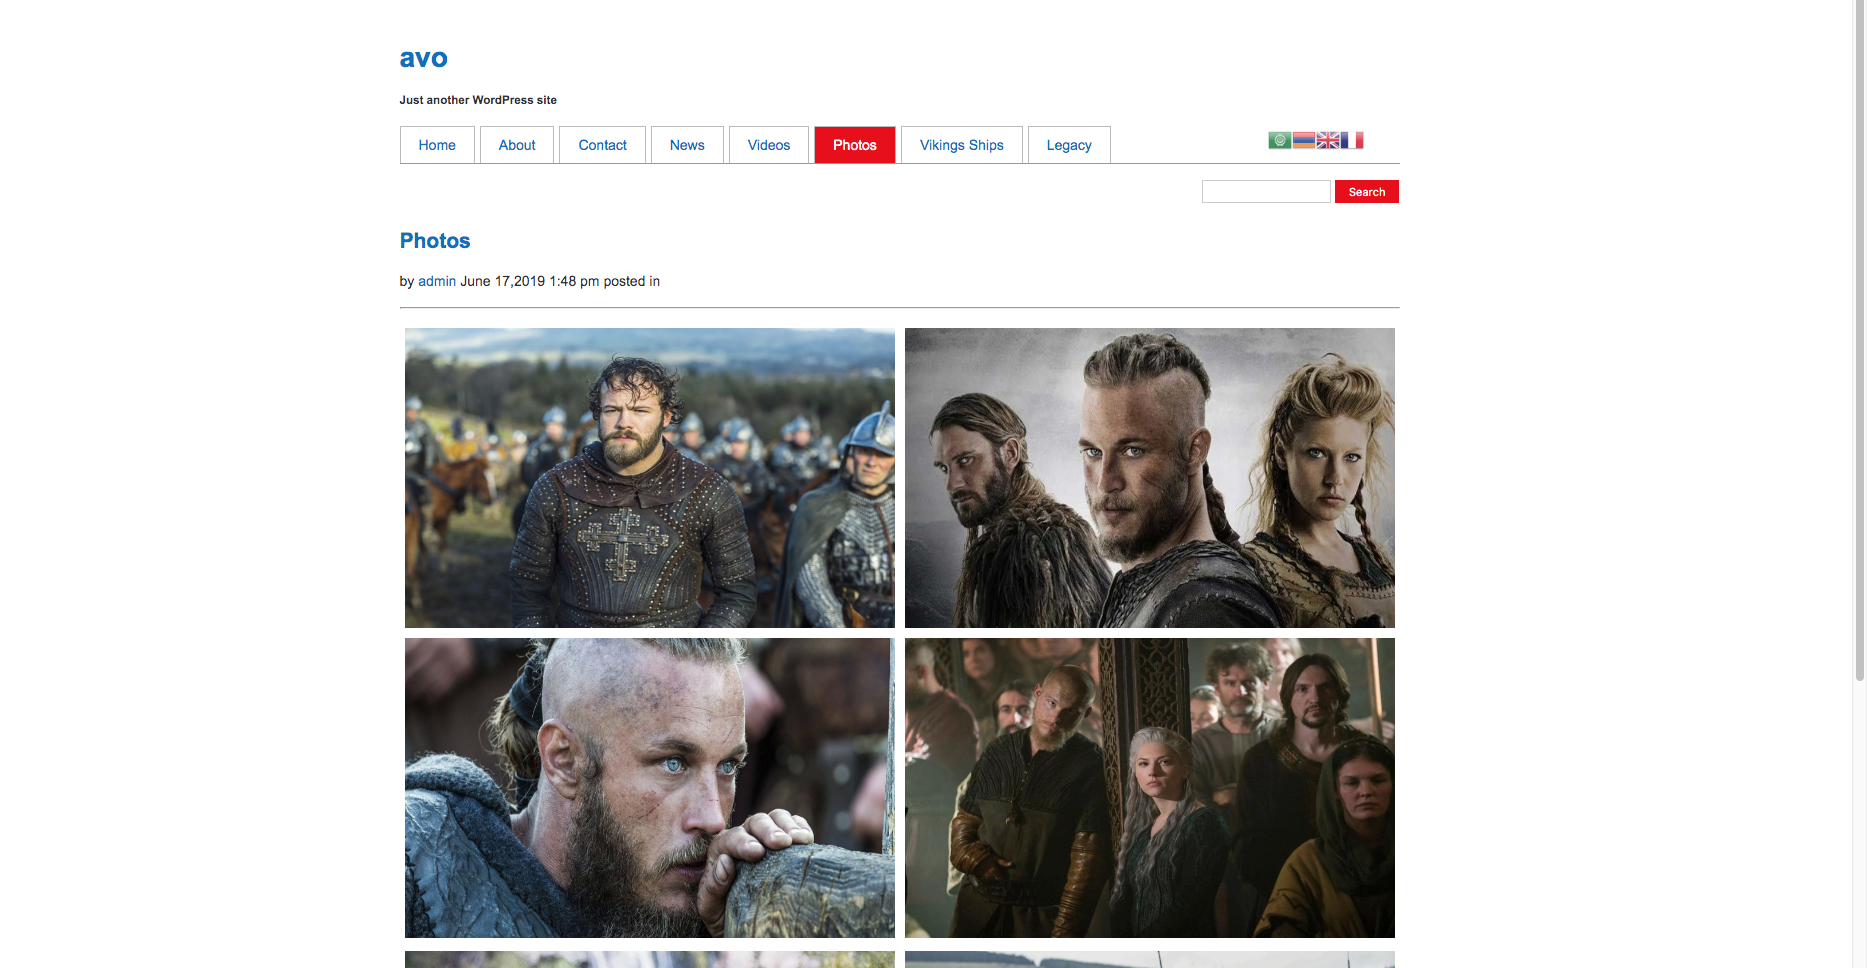 avo
Just another WordPress site
Home About Contact News Videos Photos Vikings Ships Legacy
Search
Photos
by admin June 17,2019 1:48 pm posted in